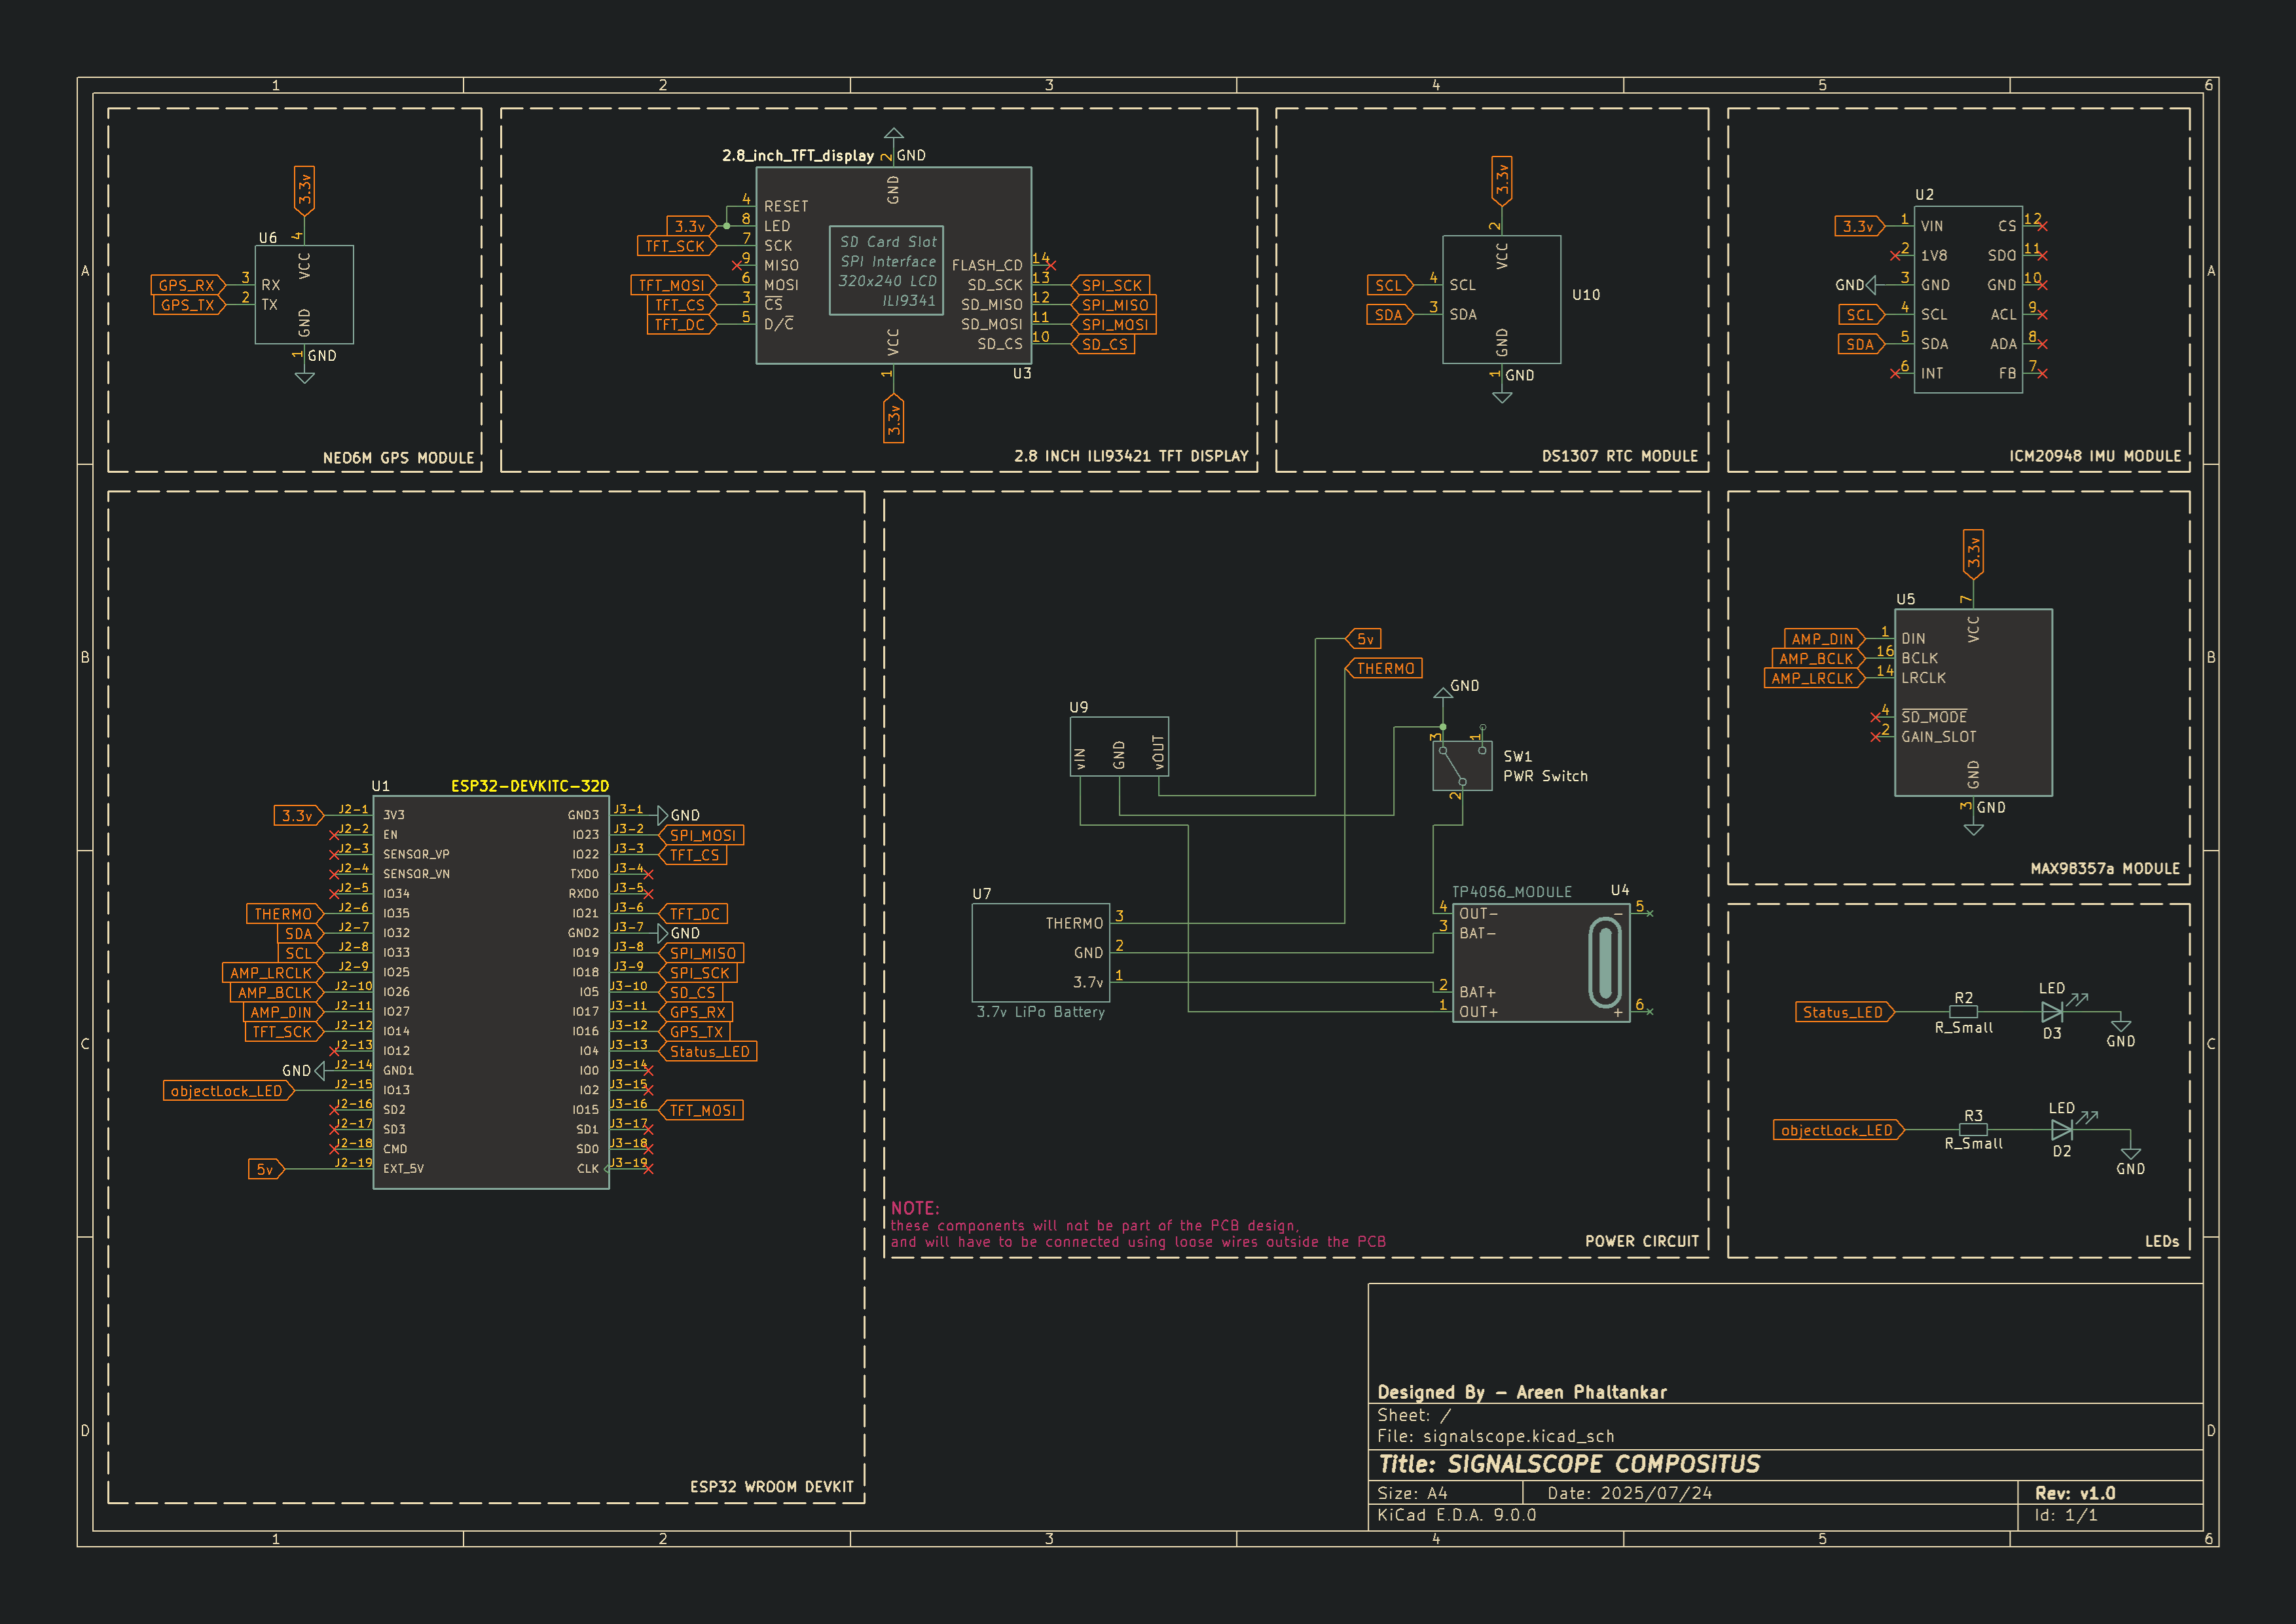 1 2 3 4 5 6
A
B
C
D
3.3v
U6
4
VCC
GPS_RX 3 RX
GPS_TX 2 TX
GND
1 GND
NEO6M GPS MODULE
2.8_inch_TFT_display 2 GND
GND
4 RESET
3.3v 8 LED
TFT_SCK 7 SCK
9 MISO
TFT_MOSI 6 MOSI
TFT_CS 3 CS
TFT_DC 5 D/C
SD Card Slot
SPI Interface
320x240 LCD
ILI9341
FLASH_CD 14
SD_SCK 13 SPI_SCK
SD_MISO 12 SPI_MISO
SD_MOSI 11 SPI_MOSI
SD_CS 10 SD_CS
VCC
U3
1
3.3v
2.8 INCH ILI93421 TFT DISPLAY
3.3v
2
VCC
SCL 4 SCL
SDA 3 SDA
U10
GND
1 GND
DS1307 RTC MODULE
U2
3.3v 1 VIN CS 12
2 1V8 SDO 11
GND 3 GND GND 10
SCL 4 SCL ACL 9
SDA 5 SDA ADA 8
6 INT FB 7
ICM20948 IMU MODULE
U1 ESP32-DEVKITC-32D
3.3v J2-1 3V3 GND3 J3-1 GND
J2-2 EN IO23 J3-2 SPI_MOSI
J2-3 SENSOR_VP IO22 J3-3 TFT_CS
J2-4 SENSOR_VN TXD0 J3-4
J2-5 IO34 RXD0 J3-5
THERMO J2-6 IO35 IO21 J3-6 TFT_DC
SDA J2-7 IO32 GND2 J3-7 GND
SCL J2-8 IO33 IO19 J3-8 SPI_MISO
AMP_LRCLK J2-9 IO25 IO18 J3-9 SPI_SCK
AMP_BCLK J2-10 IO26 IO5 J3-10 SD_CS
AMP_DIN J2-11 IO27 IO17 J3-11 GPS_RX
TFT_SCK J2-12 IO14 IO16 J3-12 GPS_TX
J2-13 IO12 IO4 J3-13 Status_LED
GND J2-14 GND1 IO0 J3-14
objectLock_LED J2-15 IO13 IO2 J3-15
J2-16 SD2 IO15 J3-16 TFT_MOSI
J2-17 SD3 SD1 J3-17
J2-18 CMD SD0 J3-18
5v J2-19 EXT_5V CLK J3-19
ESP32 WROOM DEVKIT
5v
THERMO
GND
U9
vIN GND vOUT
3 1
SW1
PWR Switch
2
U7
THERMO 3
GND 2
3.7v 1
3.7v LiPo Battery
TP4056_MODULE U4
4 OUT- - 5
3 BAT-
2 BAT+
1 OUT+ + 6
NOTE:
these components will not be part of the PCB design,
and will have to be connected using loose wires outside the PCB
POWER CIRCUIT
3.3v
U5
7
VCC
AMP_DIN 1 DIN
AMP_BCLK 16 BCLK
AMP_LRCLK 14 LRCLK
4 SD_MODE
2 GAIN_SLOT
GND
3 GND
MAX98357a MODULE
LED
Status_LED R2
R_Small D3
GND
LED
objectLock_LED R3
R_Small D2
GND
LEDs
Designed By - Areen Phaltankar
Sheet: /
File: signalscope.kicad_sch
Title: SIGNALSCOPE COMPOSITUS
Size: A4 Date: 2025/07/24 Rev: v1.0
KiCad E.D.A. 9.0.0 Id: 1/1
A
B
C
D
1 2 3 4 5 6